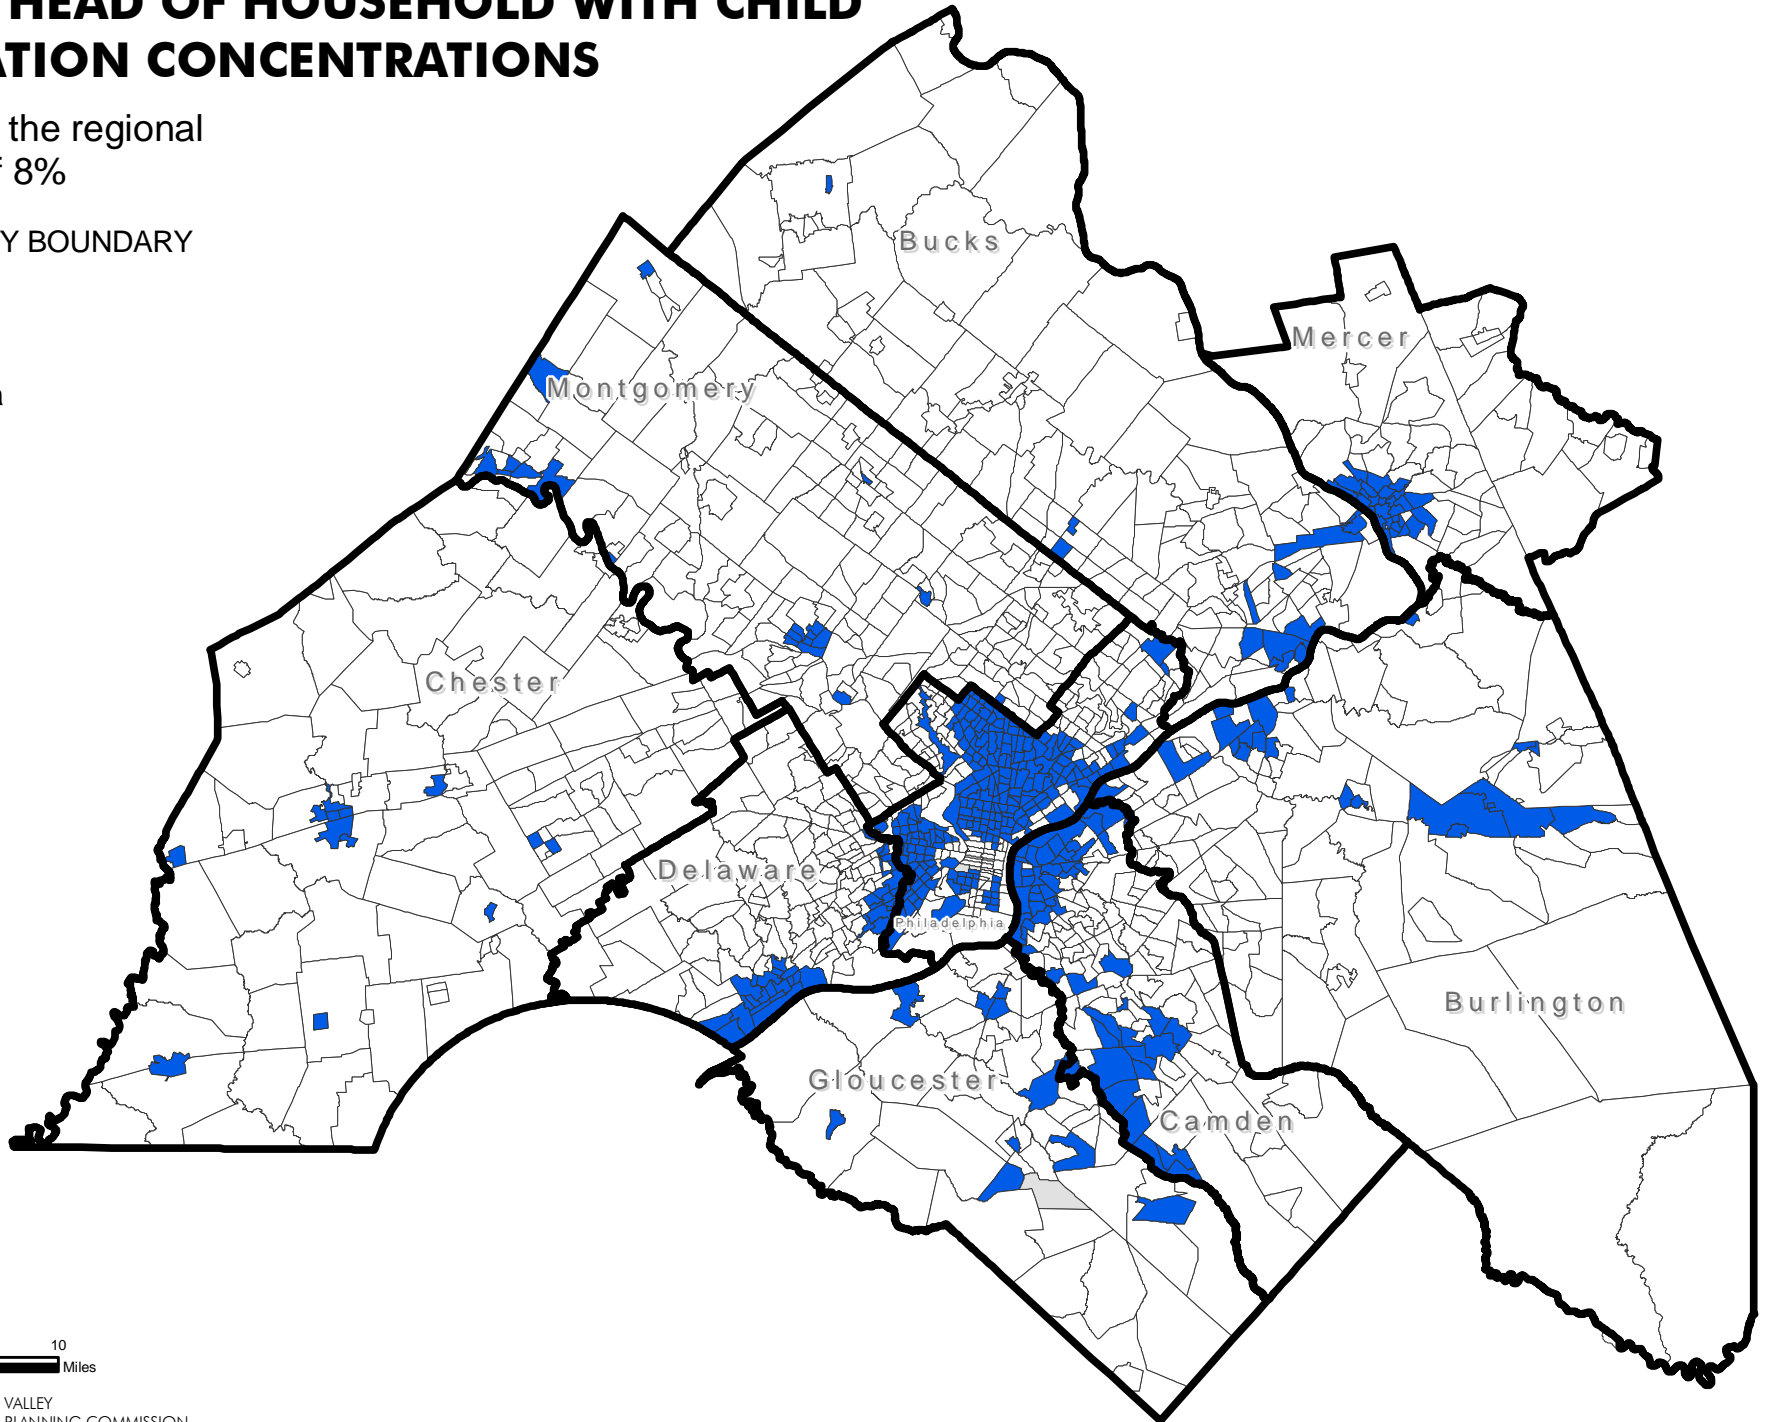 HEAD OF HOUSEHOLD WITH CHILD
ATION CONCENTRATIONS
the regional
f 8%
Y BOUNDARY
a
Bucks
Mercer
Montgomery
Chester
Delaware
Philadelphia
Burlington
Gloucester
Camden
10
Miles
VALLEY
PLANNING COMMISSION